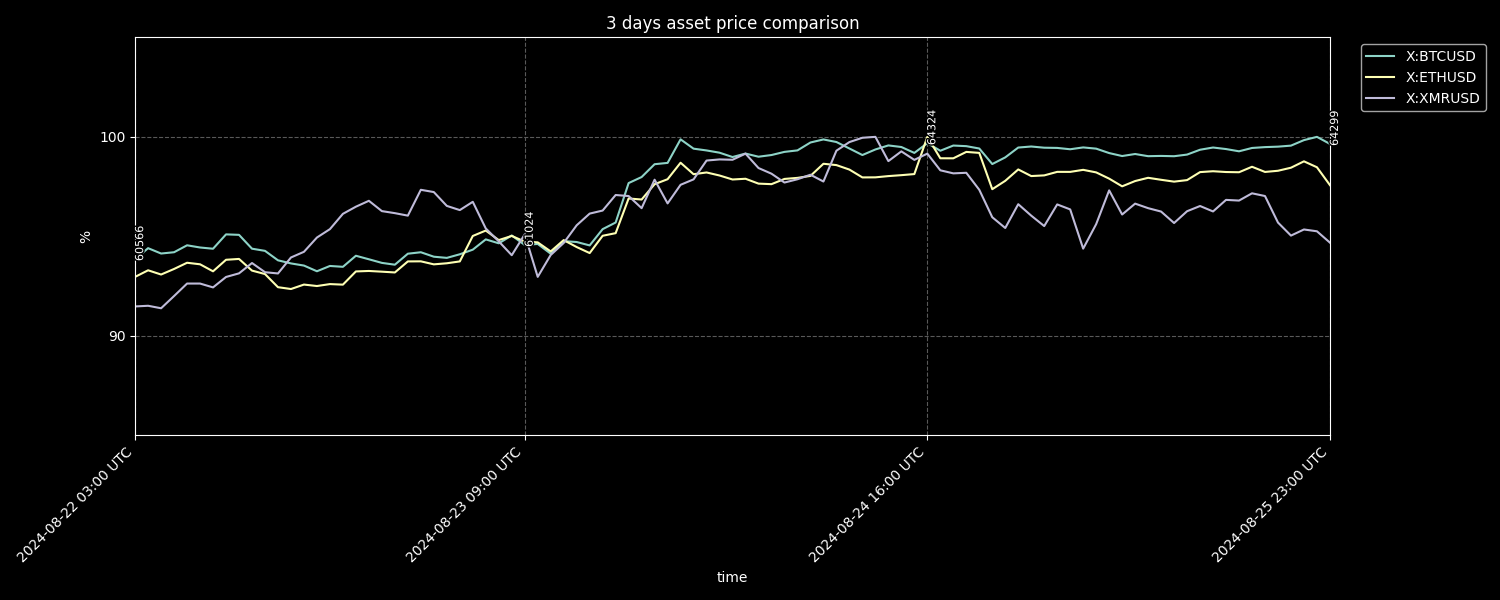 3 days asset price comparison
X:BTCUSD
X:ETHUSD
X:XMRUSD
100
90
%
60566
61024
64324
64299
2024-08-22 03:00 UTC
2024-08-23 09:00 UTC
2024-08-24 16:00 UTC
2024-08-25 23:00 UTC
time